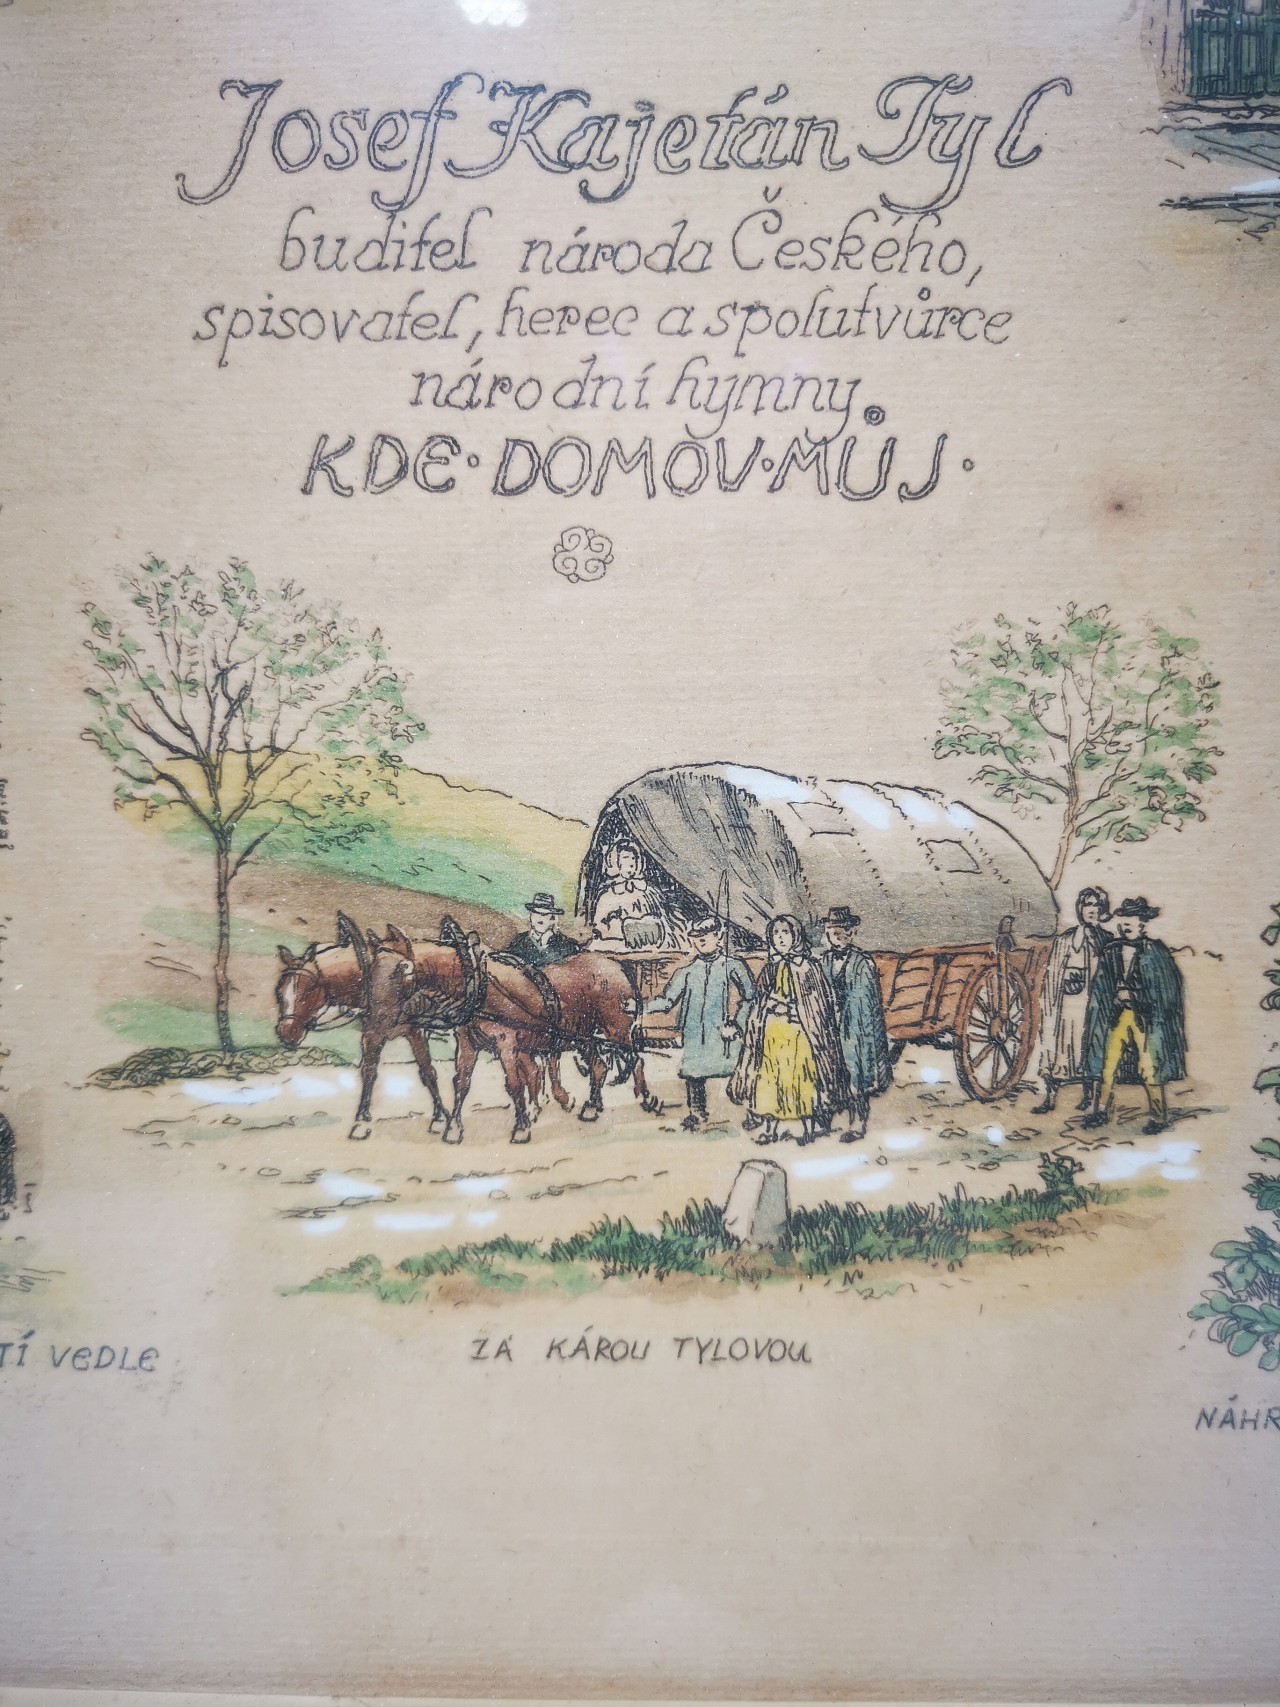 Josef Kajetán Tyl
buditel národa Českého,
spisovatel, herec a spolutvůrce
národní hymny
KDE · DOMOV · MŮJ ·
TÍ VEDLE
ZA KÁROU TYLOVOU
NÁHR